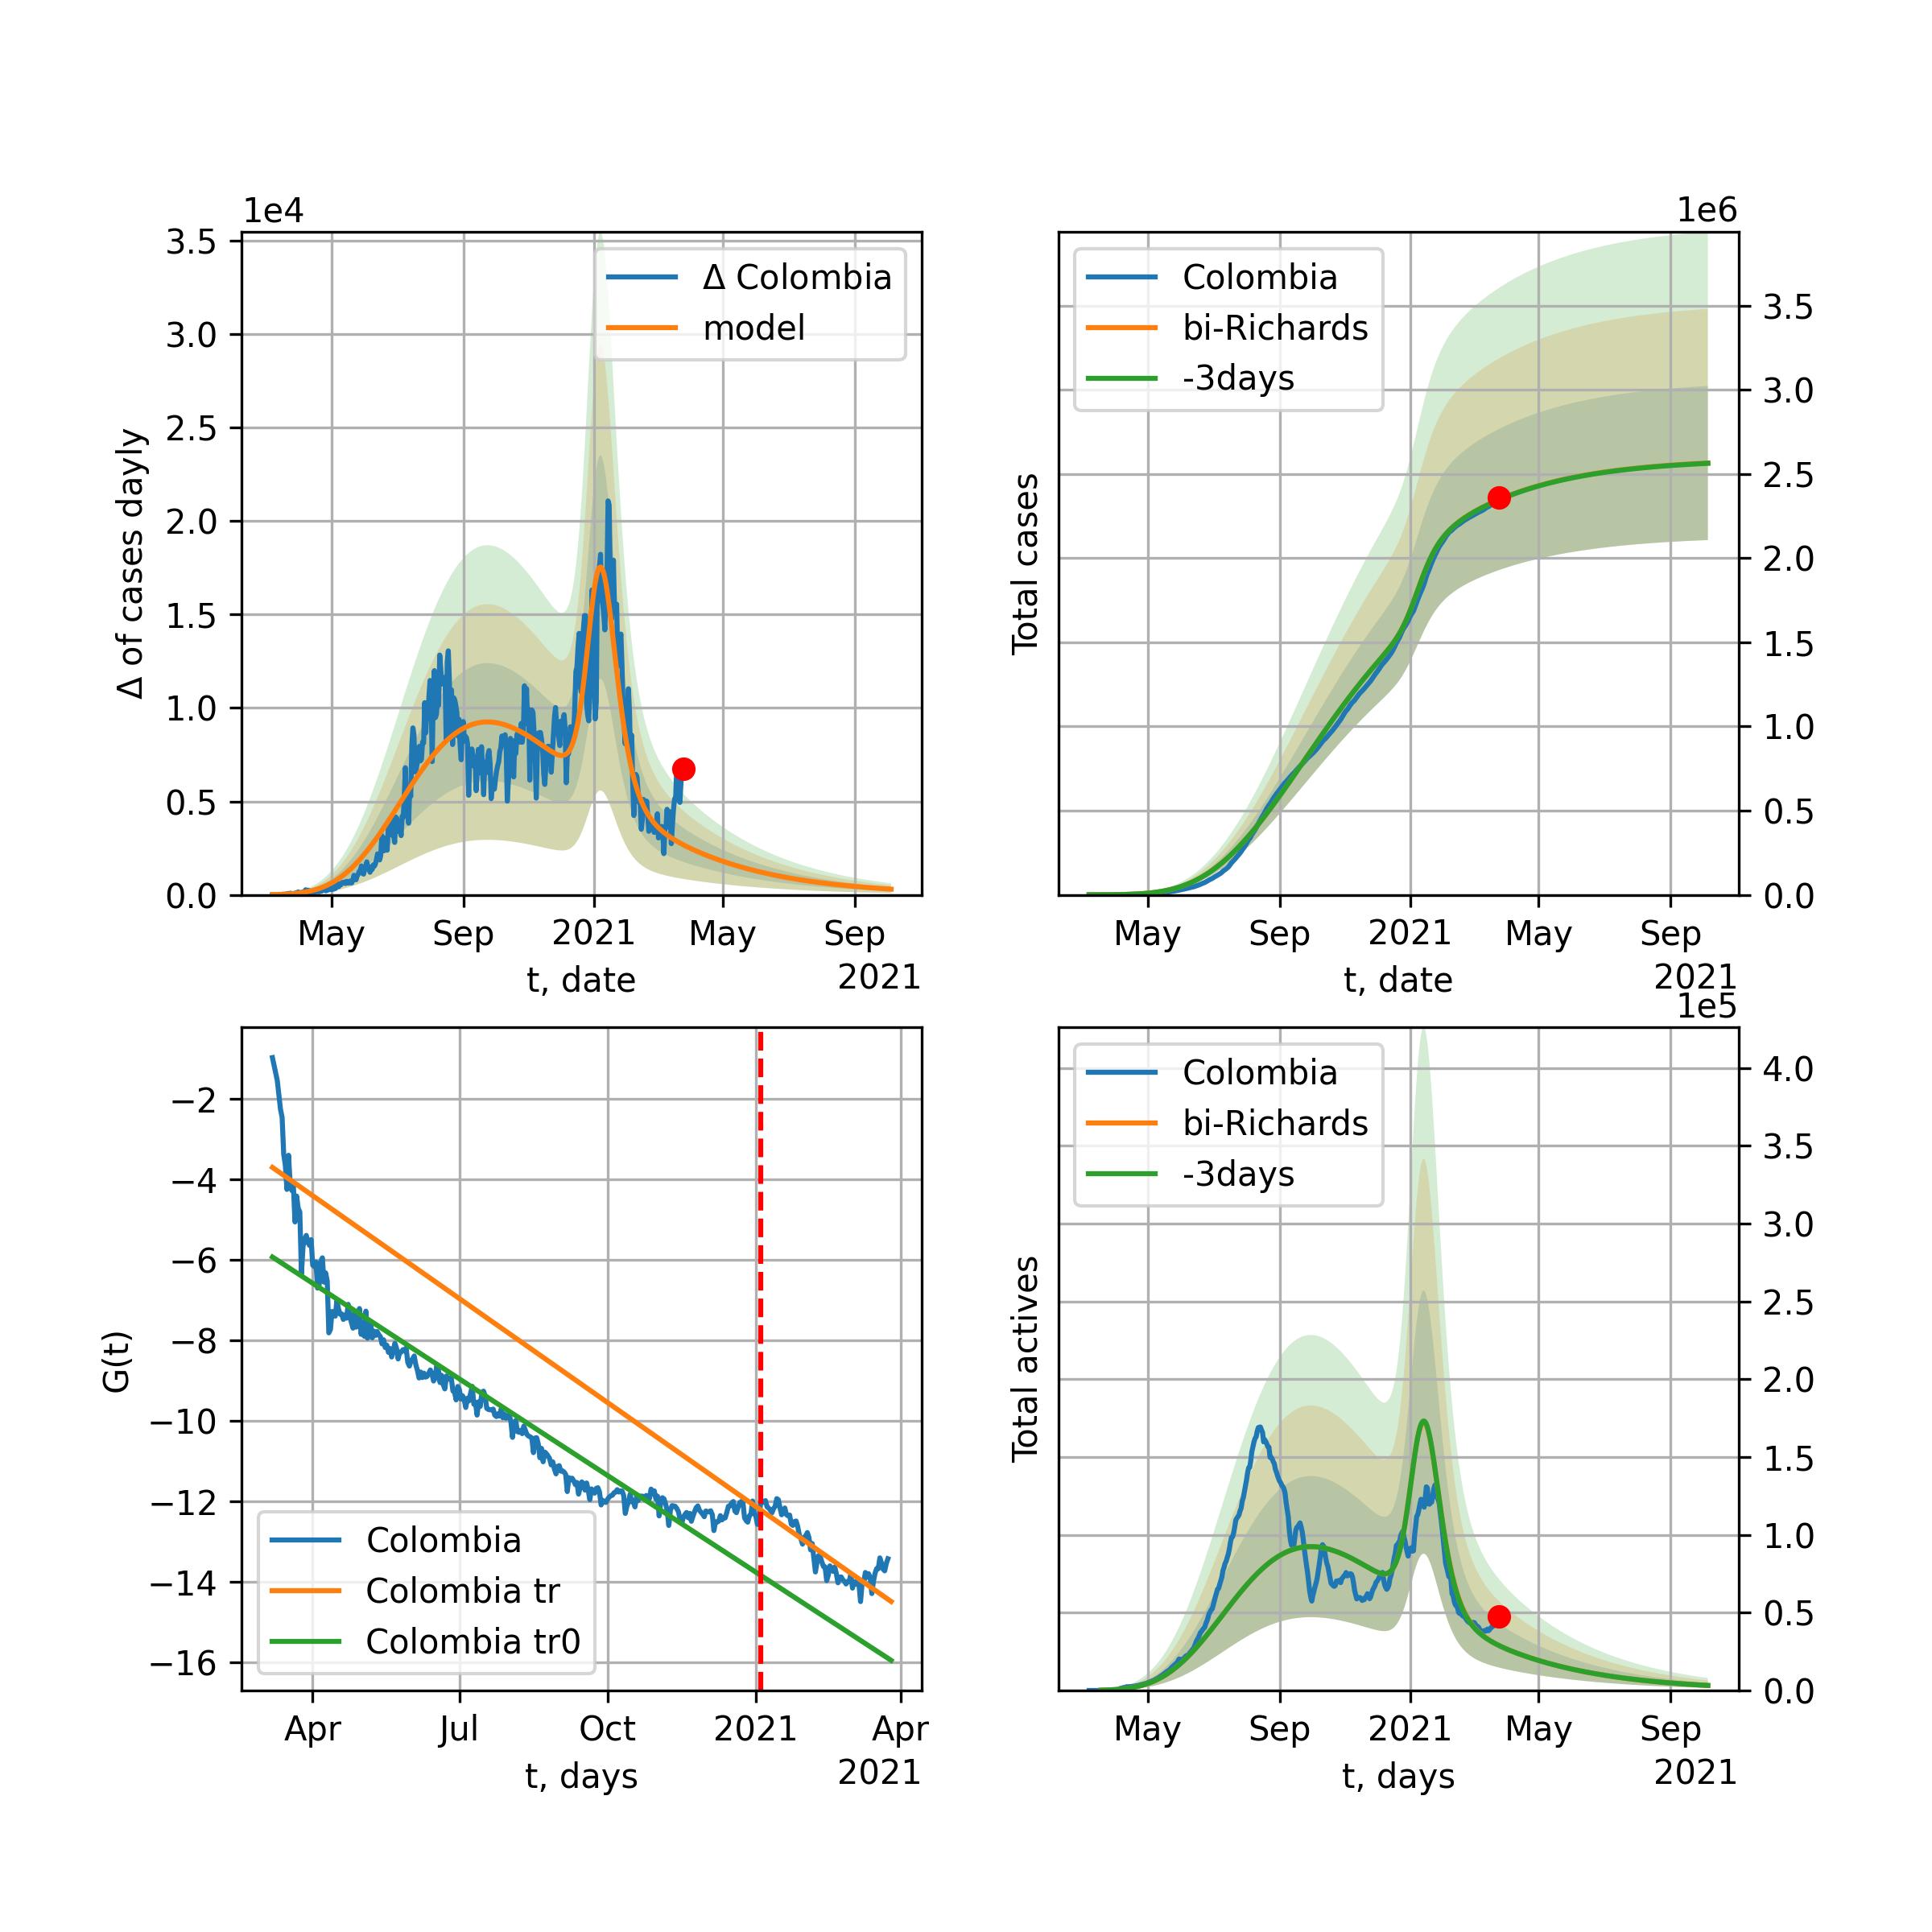 1e4
Δ of cases dayly
3.5
3.0
2.5
2.0
1.5
1.0
0.5
0.0
Δ Colombia
model
May
Sep
2021
May
Sep
2021
t, date
1e6
Total cases
Colombia
bi-Richards
-3days
3.5
3.0
2.5
2.0
1.5
1.0
0.5
0.0
May
Sep
2021
May
Sep
2021
t, date
G(t)
−2
−4
−6
−8
−10
−12
−14
−16
Colombia
Colombia tr
Colombia tr0
Apr
Jul
Oct
2021
Apr
2021
t, days
1e5
Total actives
Colombia
bi-Richards
-3days
4.0
3.5
3.0
2.5
2.0
1.5
1.0
0.5
0.0
May
Sep
2021
May
Sep
2021
t, days